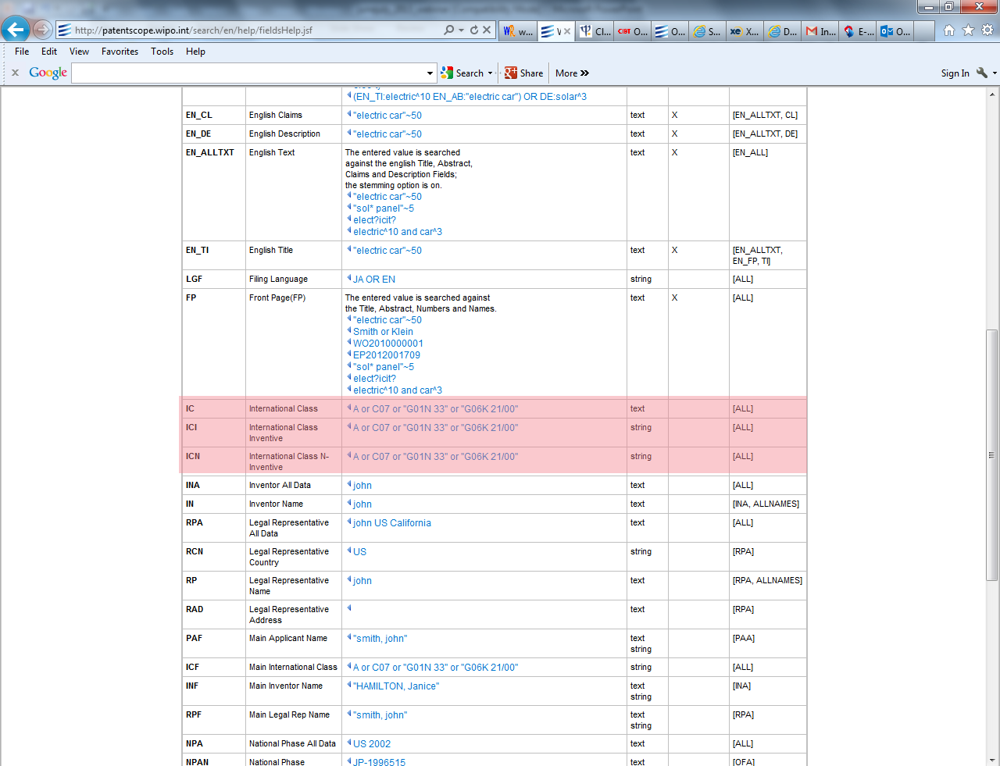 http://patentscope.wipo.int/search/en/help/fieldsHelp.jsf
w...
Cl...
CIBT O...
O...
S...
xe X...
D...
In...
E-...
O...
File Edit View Favorites Tools Help
x Google Search Share More Sign In
(EN_TI:electric^10 EN_AB:"electric car") OR DE:solar^3
EN_CL English Claims "electric car"~50 text X [EN_ALLTXT, CL]
EN_DE English Description "electric car"~50 text X [EN_ALLTXT, DE]
EN_ALLTXT English Text The entered value is searched text X [EN_ALL]
against the english Title, Abstract,
Claims and Description Fields;
the stemming option is on.
"electric car"~50
"sol* panel"~5
elect?icit?
electric^10 and car^3
EN_TI English Title "electric car"~50 text X [EN_ALLTXT,
EN_FP, TI]
LGF Filing Language JA OR EN string [ALL]
FP Front Page(FP) The entered value is searched against text X [ALL]
the Title, Abstract, Numbers and Names.
"electric car"~50
Smith or Klein
WO2010000001
EP2012001709
"sol* panel"~5
elect?icit?
electric^10 and car^3
IC International Class A or C07 or "G01N 33" or "G06K 21/00" text [ALL]
ICI International Class A or C07 or "G01N 33" or "G06K 21/00" string [ALL]
Inventive
ICN International Class N- A or C07 or "G01N 33" or "G06K 21/00" string [ALL]
Inventive
INA Inventor All Data john text [ALL]
IN Inventor Name john text [INA, ALLNAMES]
RPA Legal Representative john US California text [ALL]
All Data
RCN Legal Representative US string [RPA]
Country
RP Legal Representative john text [RPA, ALLNAMES]
Name
RAD Legal Representative text [RPA]
Address
PAF Main Applicant Name "smith, john" text [PAA]
string
ICF Main International Class A or C07 or "G01N 33" or "G06K 21/00" string [ALL]
INF Main Inventor Name "HAMILTON, Janice" text [INA]
string
RPF Main Legal Rep Name "smith, john" text [RPA]
string
NPA National Phase All Data US 2002 text [ALL]
NPAN National Phase JP-1996515 text [OFA]